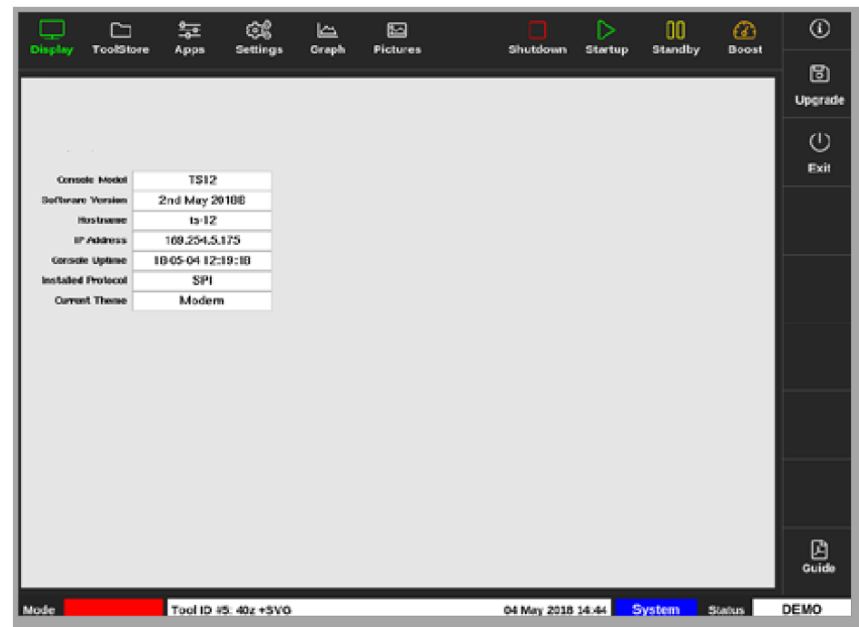 Display ToolStore Apps Settings Graph Pictures Shutdown Startup Standby Boost
Upgrade
Exit
Console Model TS12
Software Version 2nd May 2018B
Hostname ts-12
IP Address 169.254.5.175
Console Uptime 18-05-04 12:19:18
Installed Protocol SPI
Current Theme Modern
Guide
Mode Tool ID #5: 40z +SVG 04 May 2018 14:44 System Status DEMO